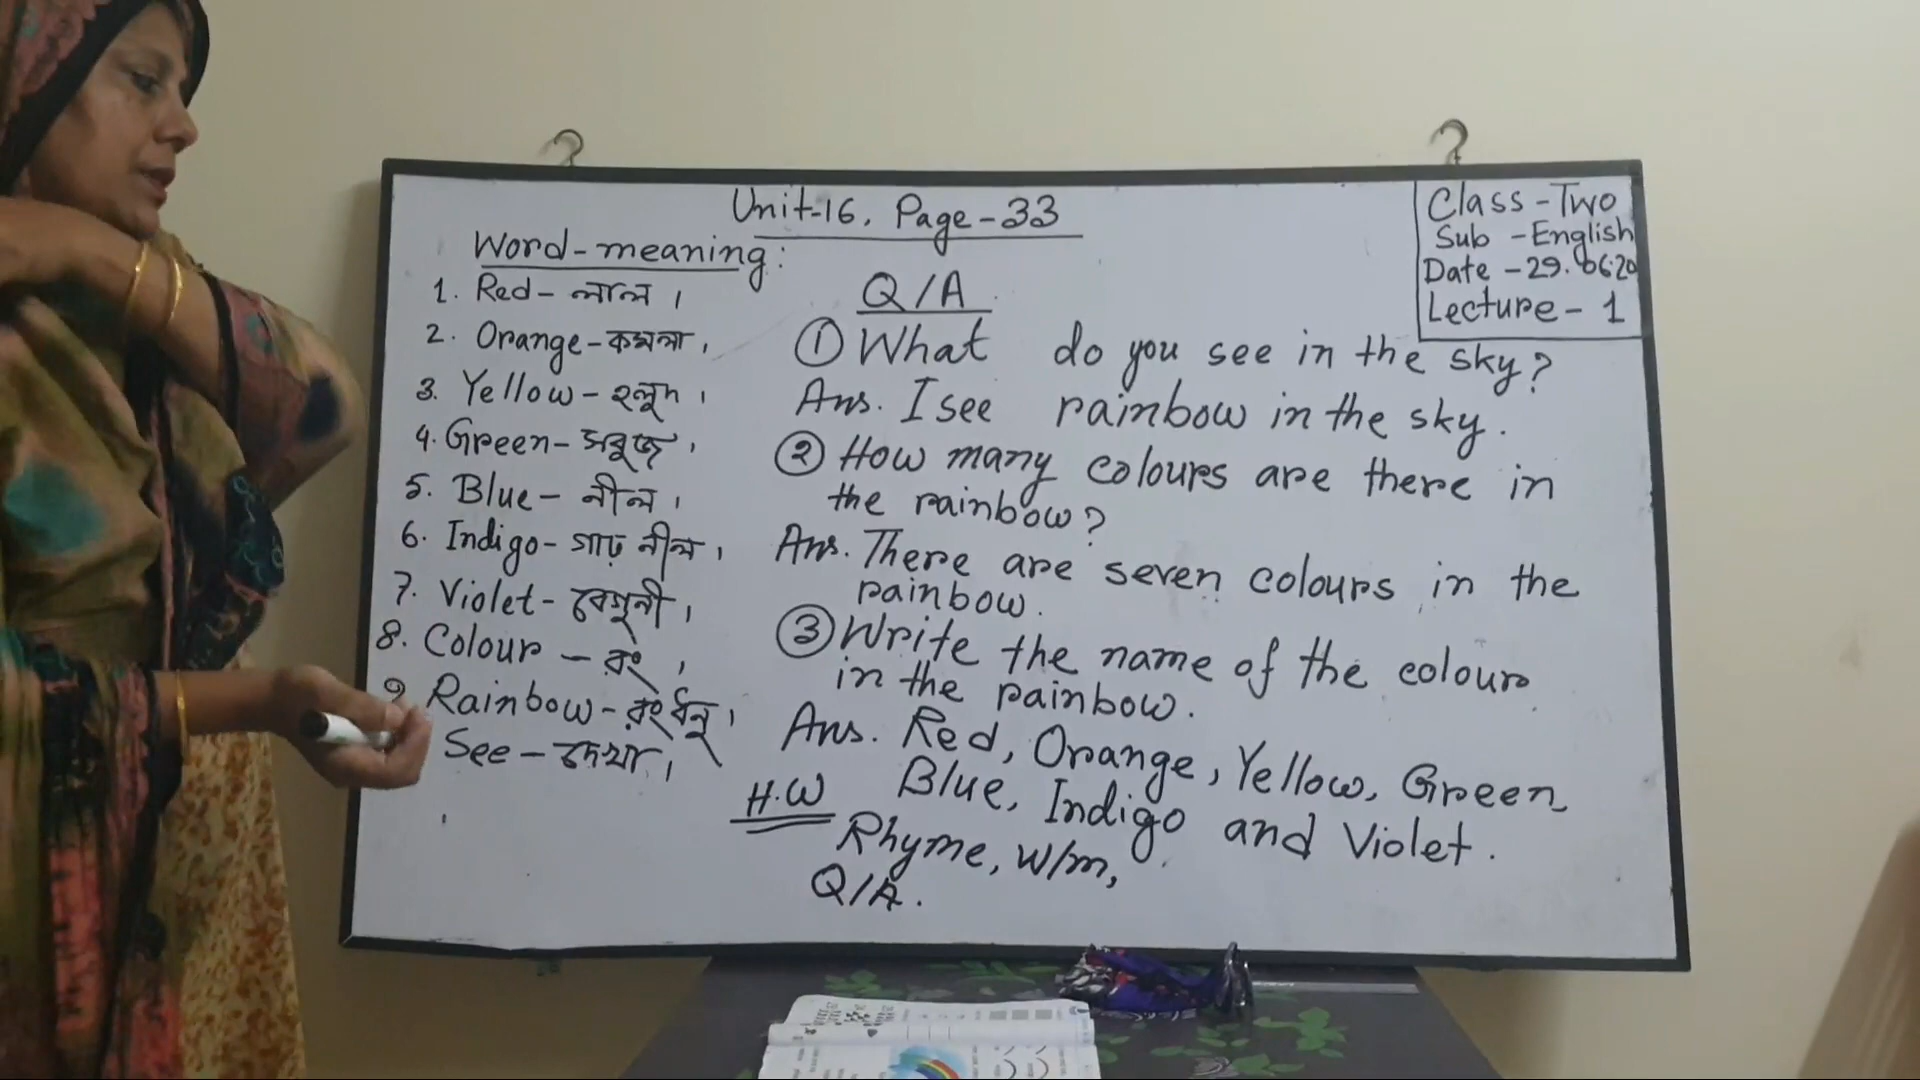 Unit-16, Page-33
Class-Two
Sub -English
Date -29.06.20
Lecture-1
Word-meaning:
1. Red-লাল।
2. Orange-কমলা।
3. Yellow-হলুদ।
4. Green-সবুজ।
5. Blue-নীল।
6. Indigo-গাঢ় নীল।
7. Violet-বেগুনী।
8. Colour-রং।
9 Rainbow-রংধনু।
See-দেখা।
Q/A
① What do you see in the sky?
Ans. I see rainbow in the sky.
② How many colours are there in
the rainbow?
Ans. There are seven colours in the
rainbow.
③ Write the name of the colour
in the rainbow.
Ans. Red, Orange, Yellow, Green,
Blue, Indigo and Violet.
H.W
Rhyme, W/m,
Q/A.